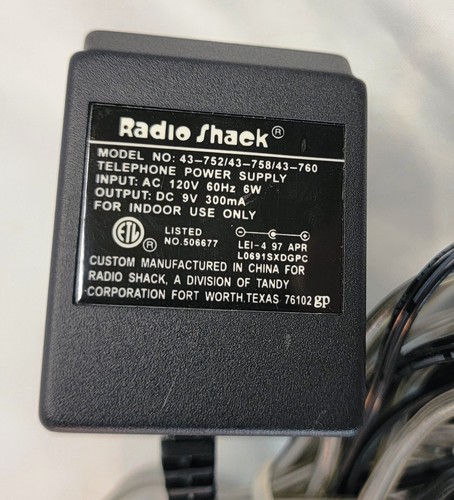 Radio Shack®
MODEL NO: 43-752/43-758/43-760
TELEPHONE POWER SUPPLY
INPUT: AC 120V 60Hz 6W
OUTPUT: DC 9V 300mA
FOR INDOOR USE ONLY
ETL ® LISTED NO.506677
LEI-4 97 APR
L0691SXDGPC
CUSTOM MANUFACTURED IN CHINA FOR
RADIO SHACK, A DIVISION OF TANDY
CORPORATION FORT WORTH,TEXAS 76102 gp